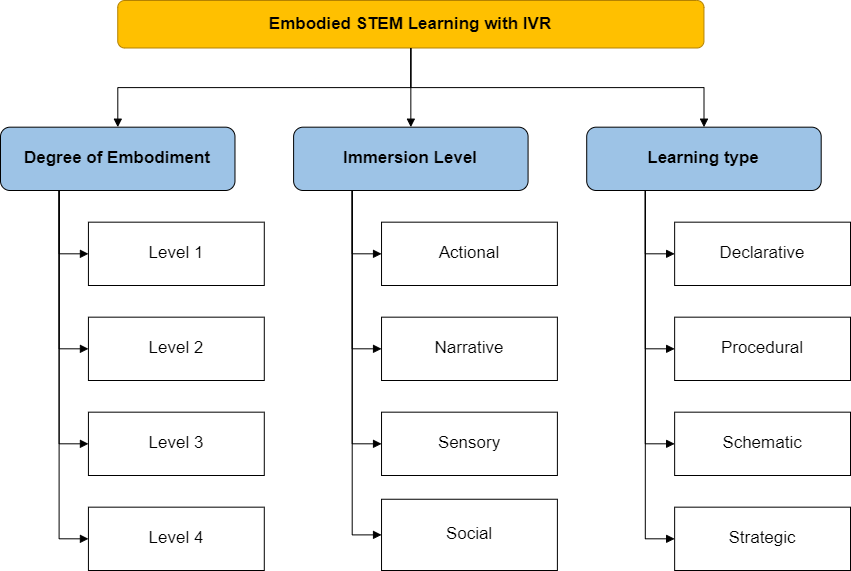 Embodied STEM Learning with IVR
Degree of Embodiment
Immersion Level
Learning type
Level 1
Actional
Declarative
Level 2
Narrative
Procedural
Level 3
Sensory
Schematic
Level 4
Social
Strategic